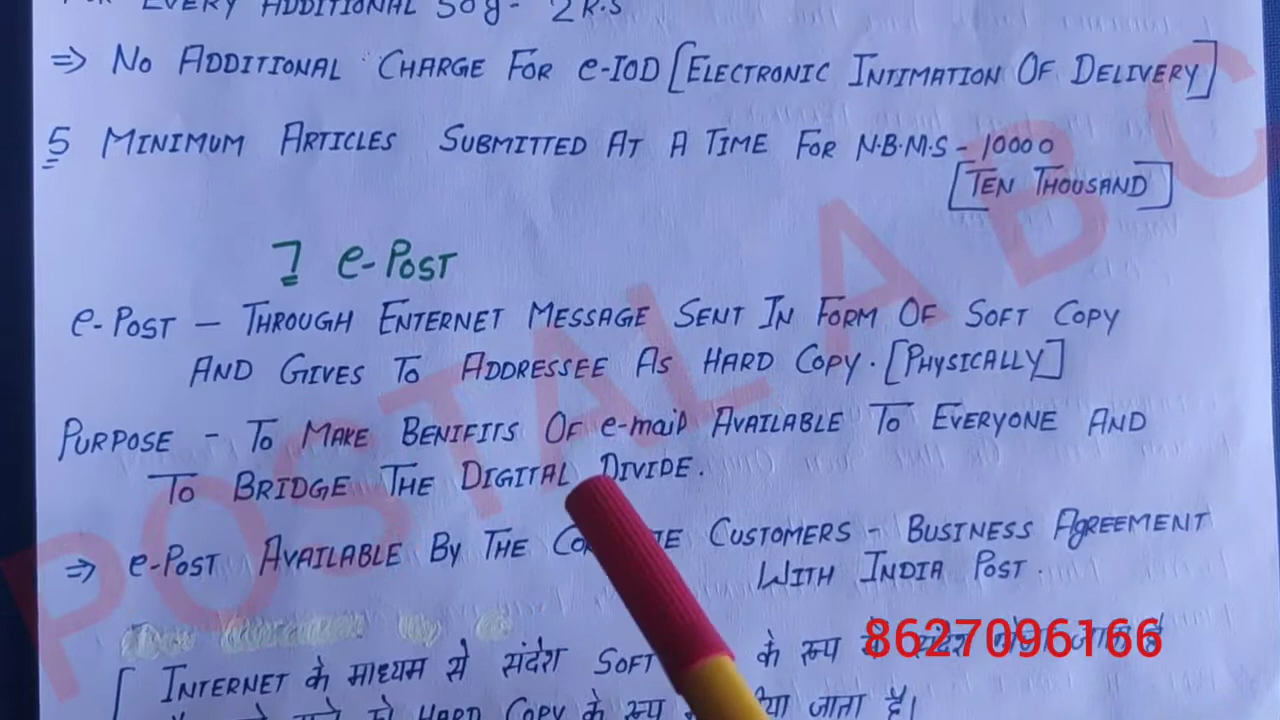 FOR EVERY ADDITIONAL 50g - 2 R.S
⇒ NO ADDITIONAL CHARGE FOR e-IOD [ELECTRONIC INTIMATION OF DELIVERY]
5 MINIMUM ARTICLES SUBMITTED AT A TIME FOR N.B.M.S - 10000
[TEN THOUSAND]
7 e-POST
e-POST – THROUGH ENTERNET MESSAGE SENT IN FORM OF SOFT COPY
AND GIVES TO ADDRESSEE AS HARD COPY. [PHYSICALLY]
PURPOSE - TO MAKE BENIFITS OF e-mail AVAILABLE TO EVERYONE AND
TO BRIDGE THE DIGITAL DIVIDE.
⇒ e-POST AVAILABLE BY THE CUSTOMERS - BUSINESS AGREEMENT
WITH INDIA POST.
8627096166
[INTERNET के माध्यम से संदेश SOFT के रूप
HARD COPY के रूप जाता है।
POSTAL ABC